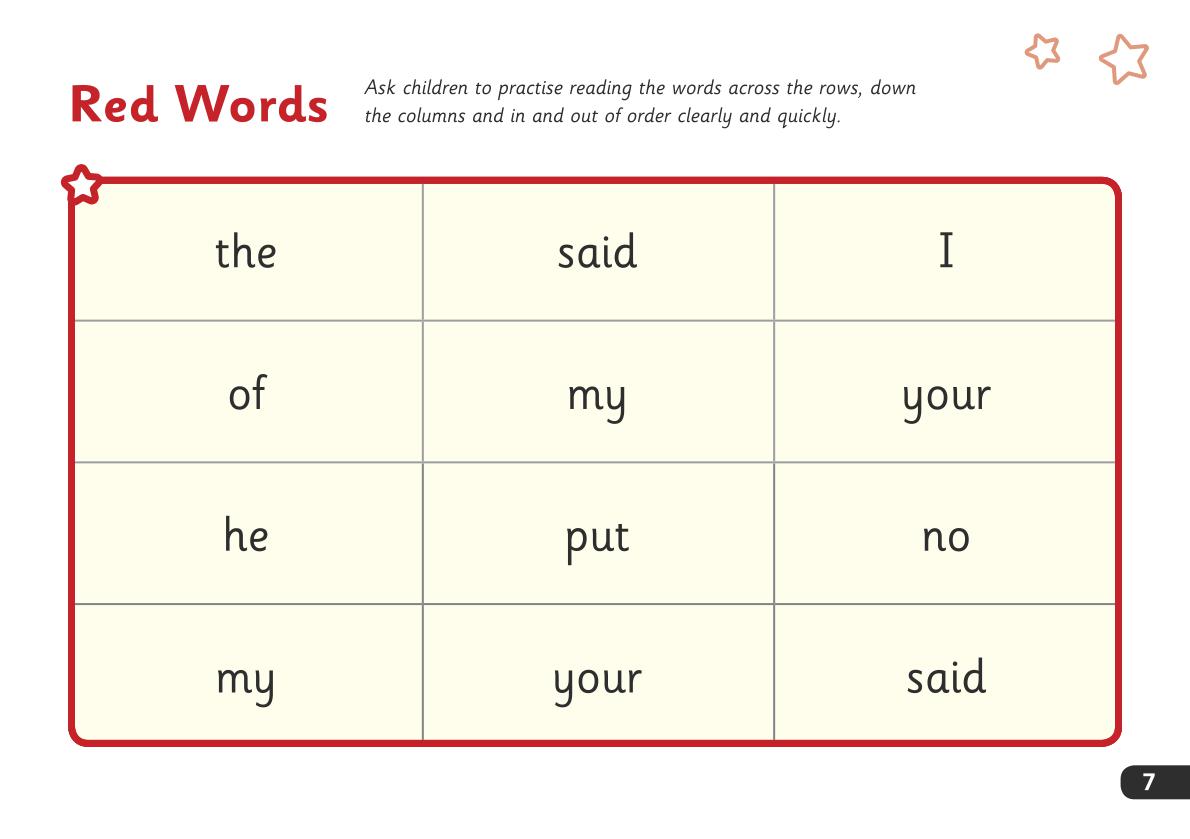 Red Words
Ask children to practise reading the words across the rows, down
the columns and in and out of order clearly and quickly.
the said I
of my your
he put no
my your said
7